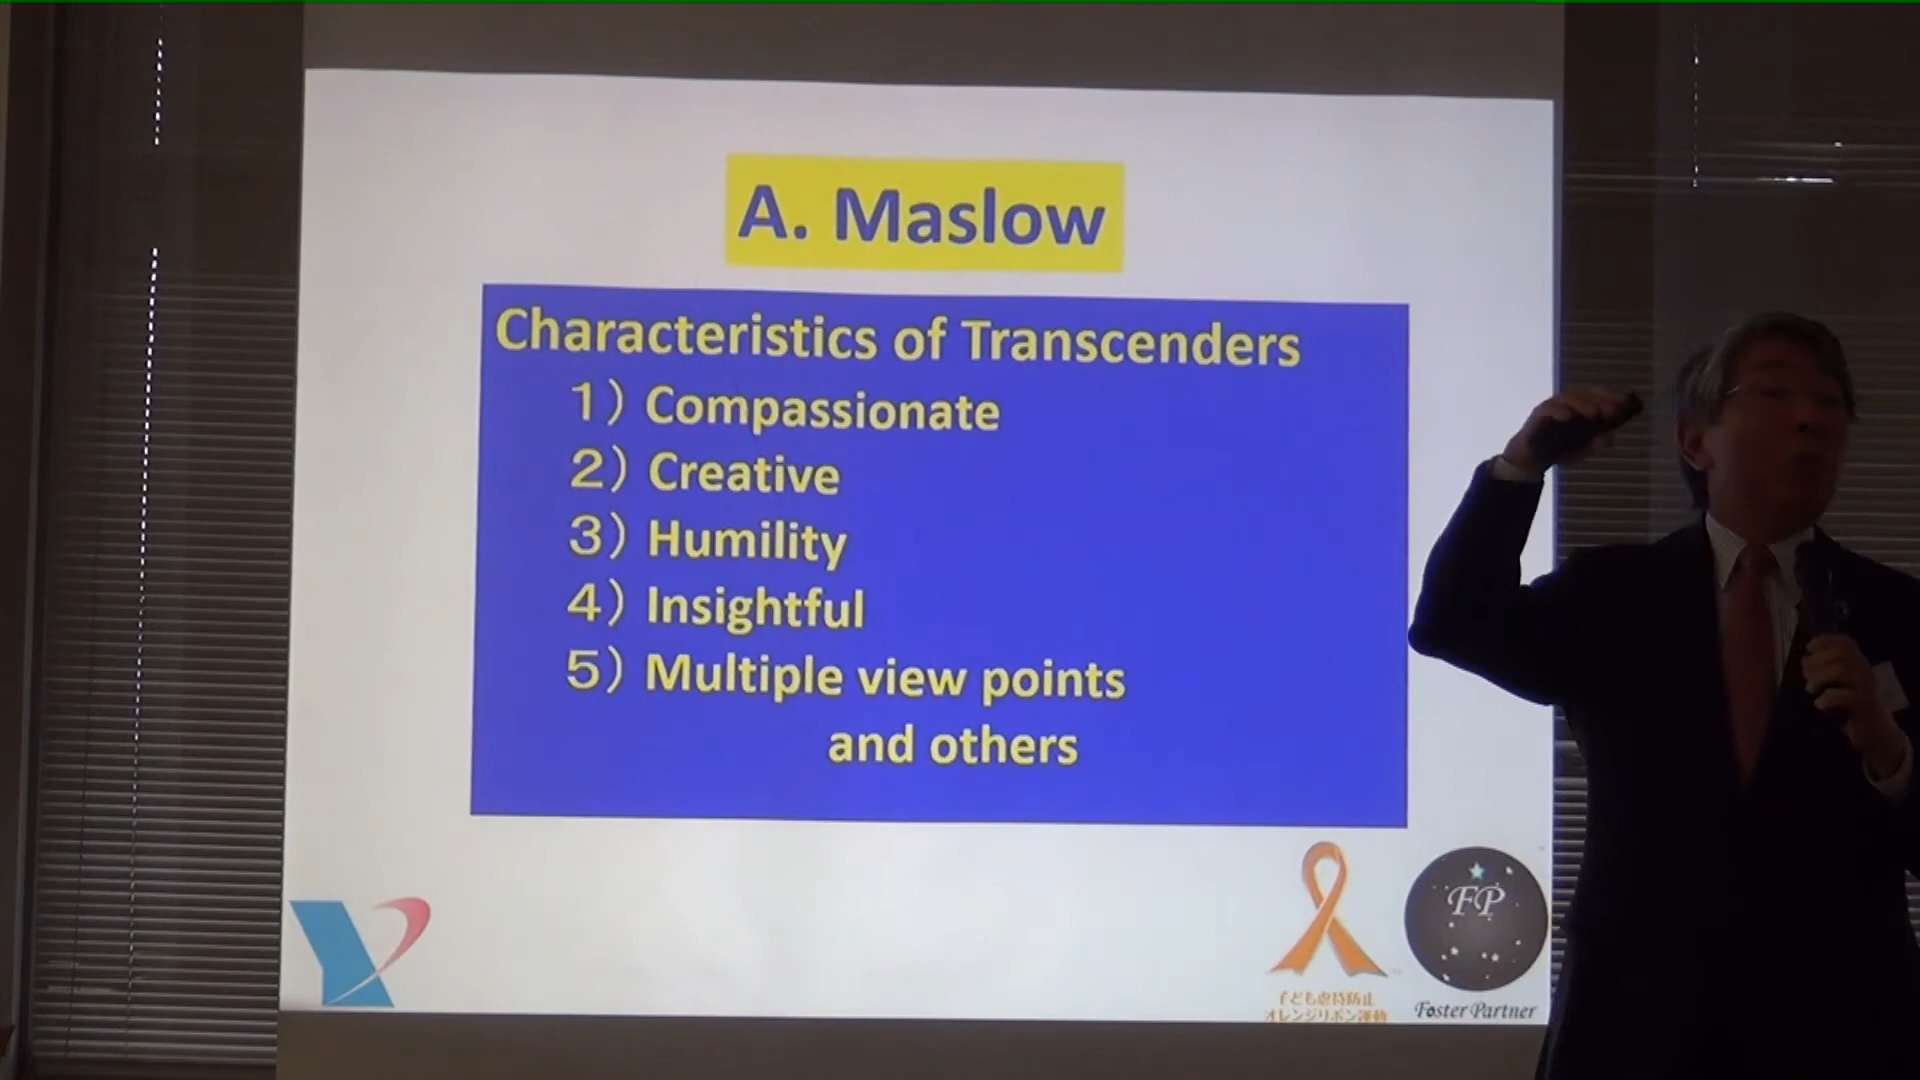 A. Maslow
Characteristics of Transcenders
1）Compassionate
2）Creative
3）Humility
4）Insightful
5）Multiple view points
and others
子ども虐待防止
オレンジリボン運動
FP
Foster Partner